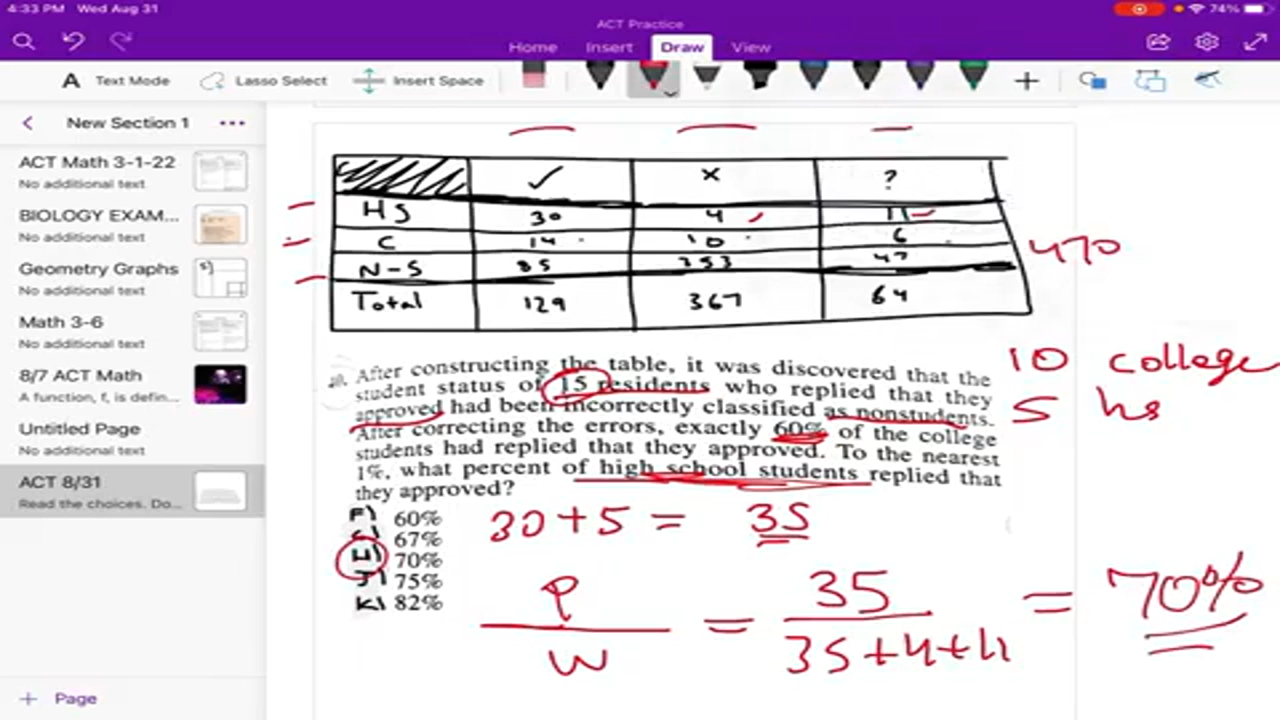 4:33 PM Wed Aug 31
74%
ACT Practice
Home Insert Draw View
A Text Mode Lasso Select Insert Space
New Section 1
ACT Math 3-1-22
No additional text
BIOLOGY EXAM...
No additional text
Geometry Graphs
No additional text
Math 3-6
No additional text
8/7 ACT Math
A function, f, is defin...
Untitled Page
No additional text
ACT 8/31
Read the choices. Do...
+ Page
✓ × ?
HS 30 4 11
C 14 10 6
N-S 85 353 47
Total 129 367 64
470
After constructing the table, it was discovered that the
student status of 15 residents who replied that they
approved had been incorrectly classified as nonstudents.
After correcting the errors, exactly 60% of the college
students had replied that they approved. To the nearest
1%, what percent of high school students replied that
they approved?
10 college
5 hs
F) 60%
67%
H) 70%
J) 75%
K) 82%
30+5 = 35
P/W = 35/35+4+11 = 70%